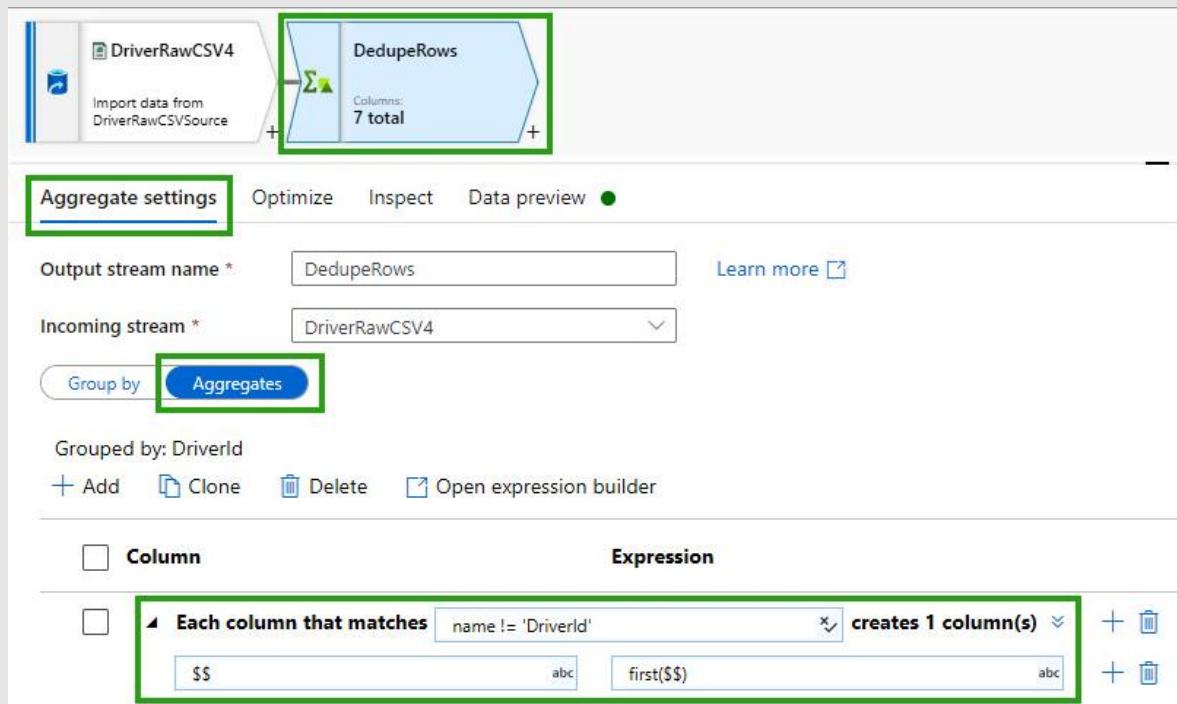 DriverRawCSV4
Import data from
DriverRawCSVSource
+
DedupeRows
Columns:
7 total
+
Aggregate settings Optimize Inspect Data preview
Output stream name * DedupeRows Learn more
Incoming stream * DriverRawCSV4
Group by Aggregates
Grouped by: DriverId
+ Add Clone Delete Open expression builder
Column Expression
Each column that matches name != 'DriverId' creates 1 column(s)
$$ abc first($$) abc